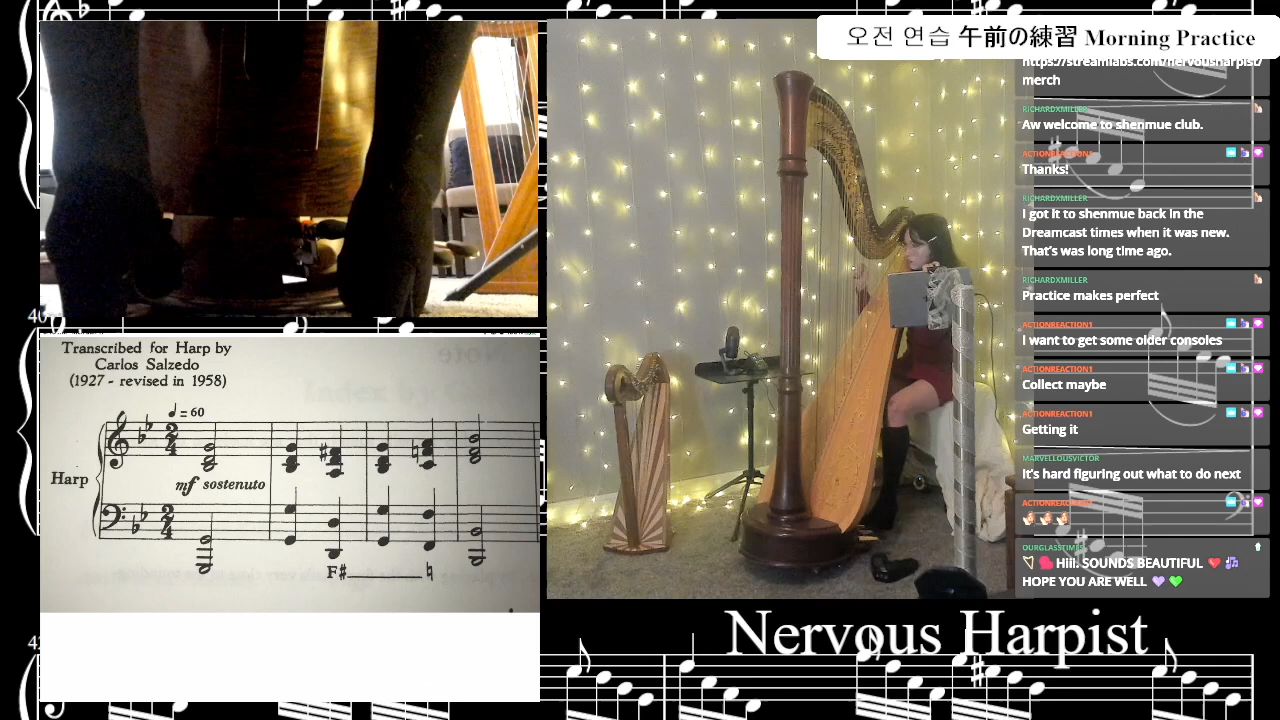 오전 연습 午前の練習 Morning Practice
https://streamlabs.com/nervousharpist/
merch
RICHARDXMILLER
Aw welcome to shenmue club.
ACTIONREACTION1
Thanks!
RICHARDXMILLER
I got it to shenmue back in the
Dreamcast times when it was new.
That's was long time ago.
RICHARDXMILLER
Practice makes perfect
ACTIONREACTION1
I want to get some older consoles
ACTIONREACTION1
Collect maybe
ACTIONREACTION1
Getting it
MARVELLOUSVICTOR
It's hard figuring out what to do next
ACTIONREACTION1
OURGLASSTIMES
Hiii. SOUNDS BEAUTIFUL
HOPE YOU ARE WELL
Transcribed for Harp by
Carlos Salzedo
(1927 - revised in 1958)
♩ = 60
Harp
mf sostenuto
F♯ ♮
Nervous Harpist